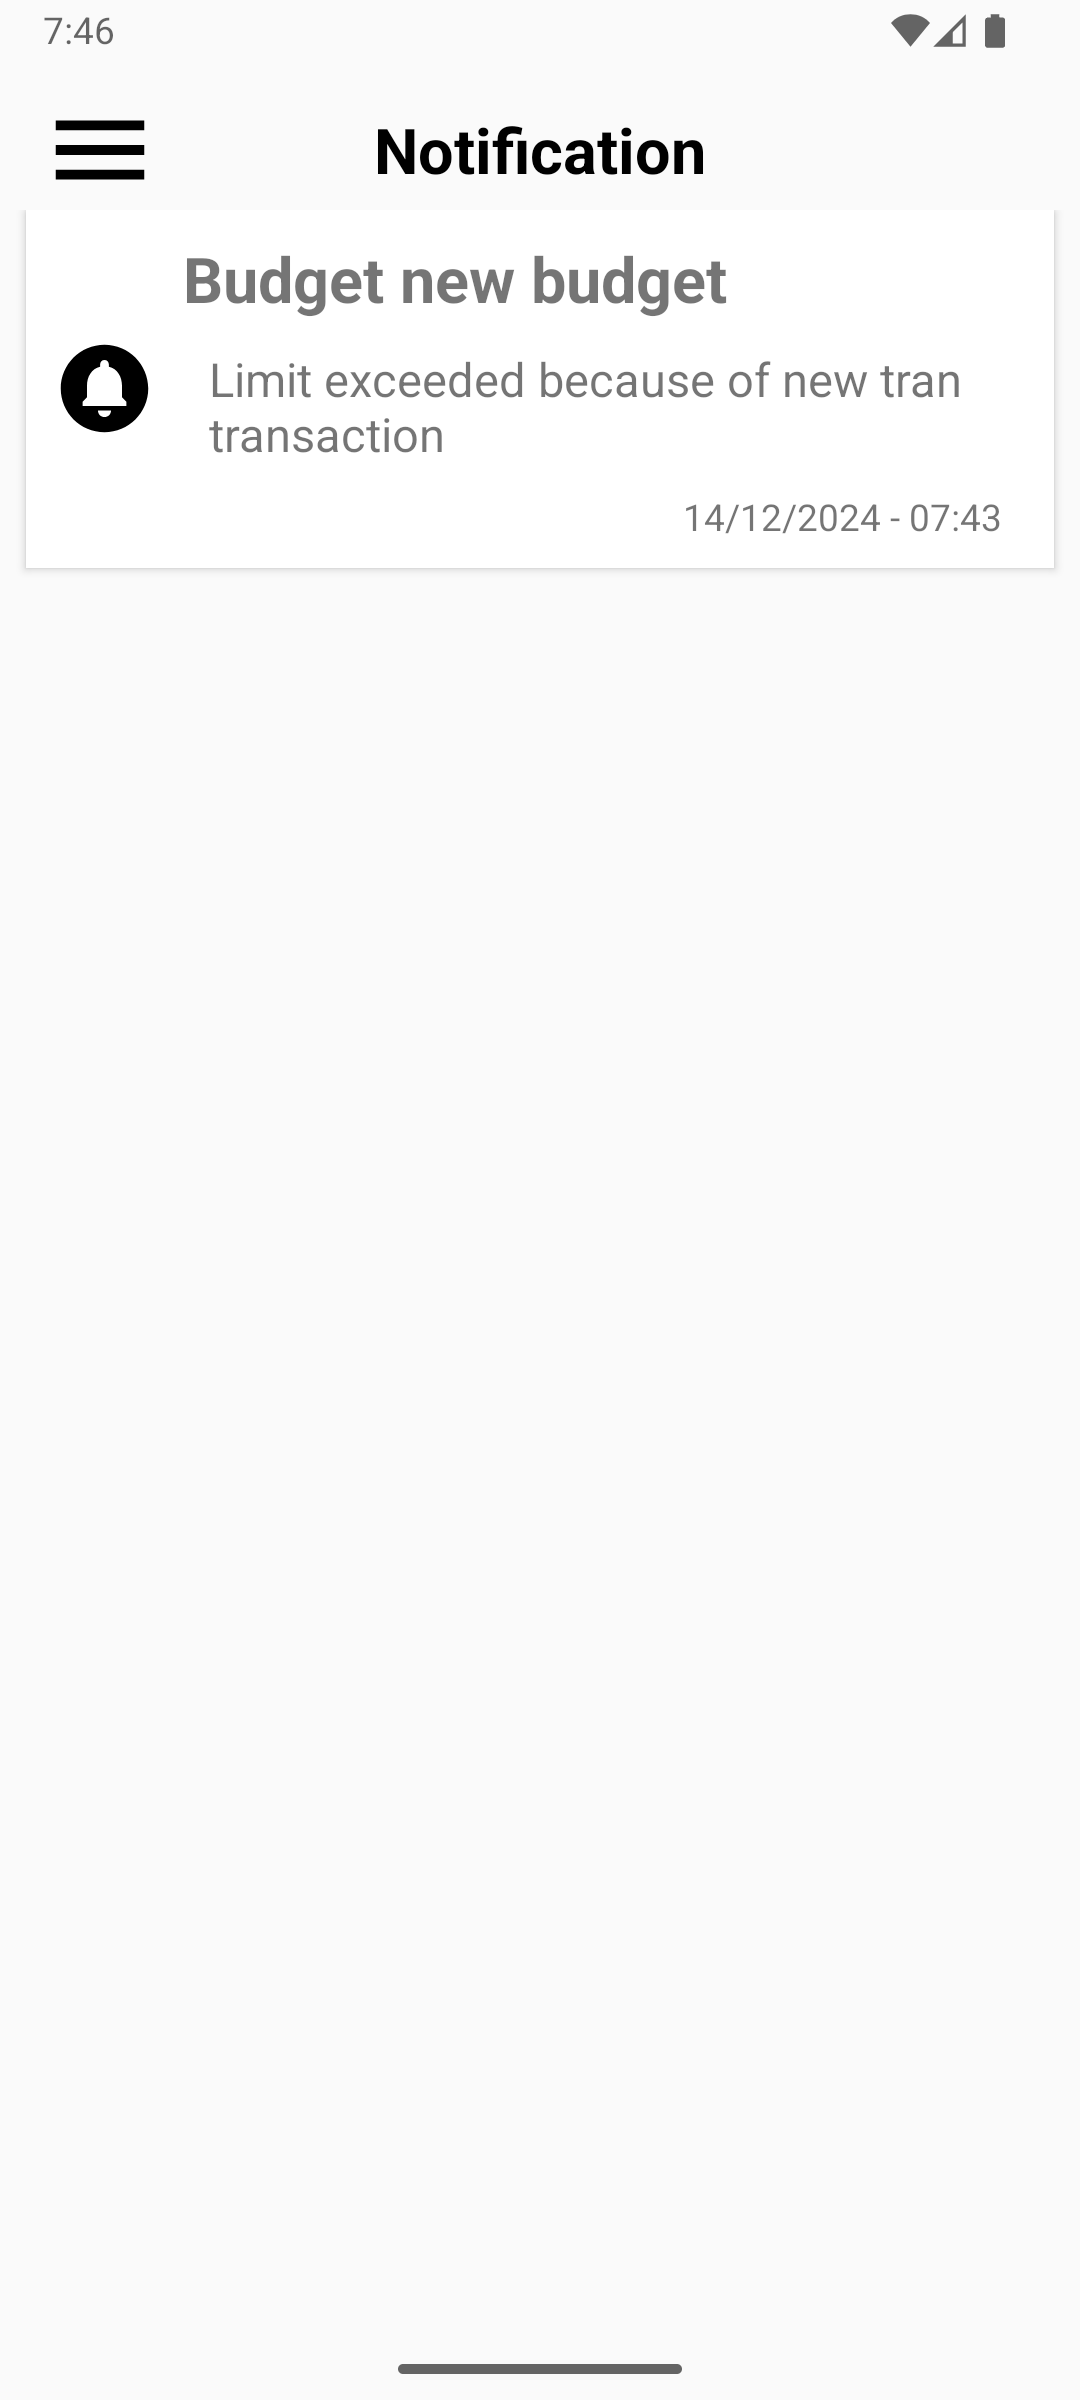 7:46
Notification
Budget new budget
Limit exceeded because of new tran
transaction
14/12/2024 - 07:43